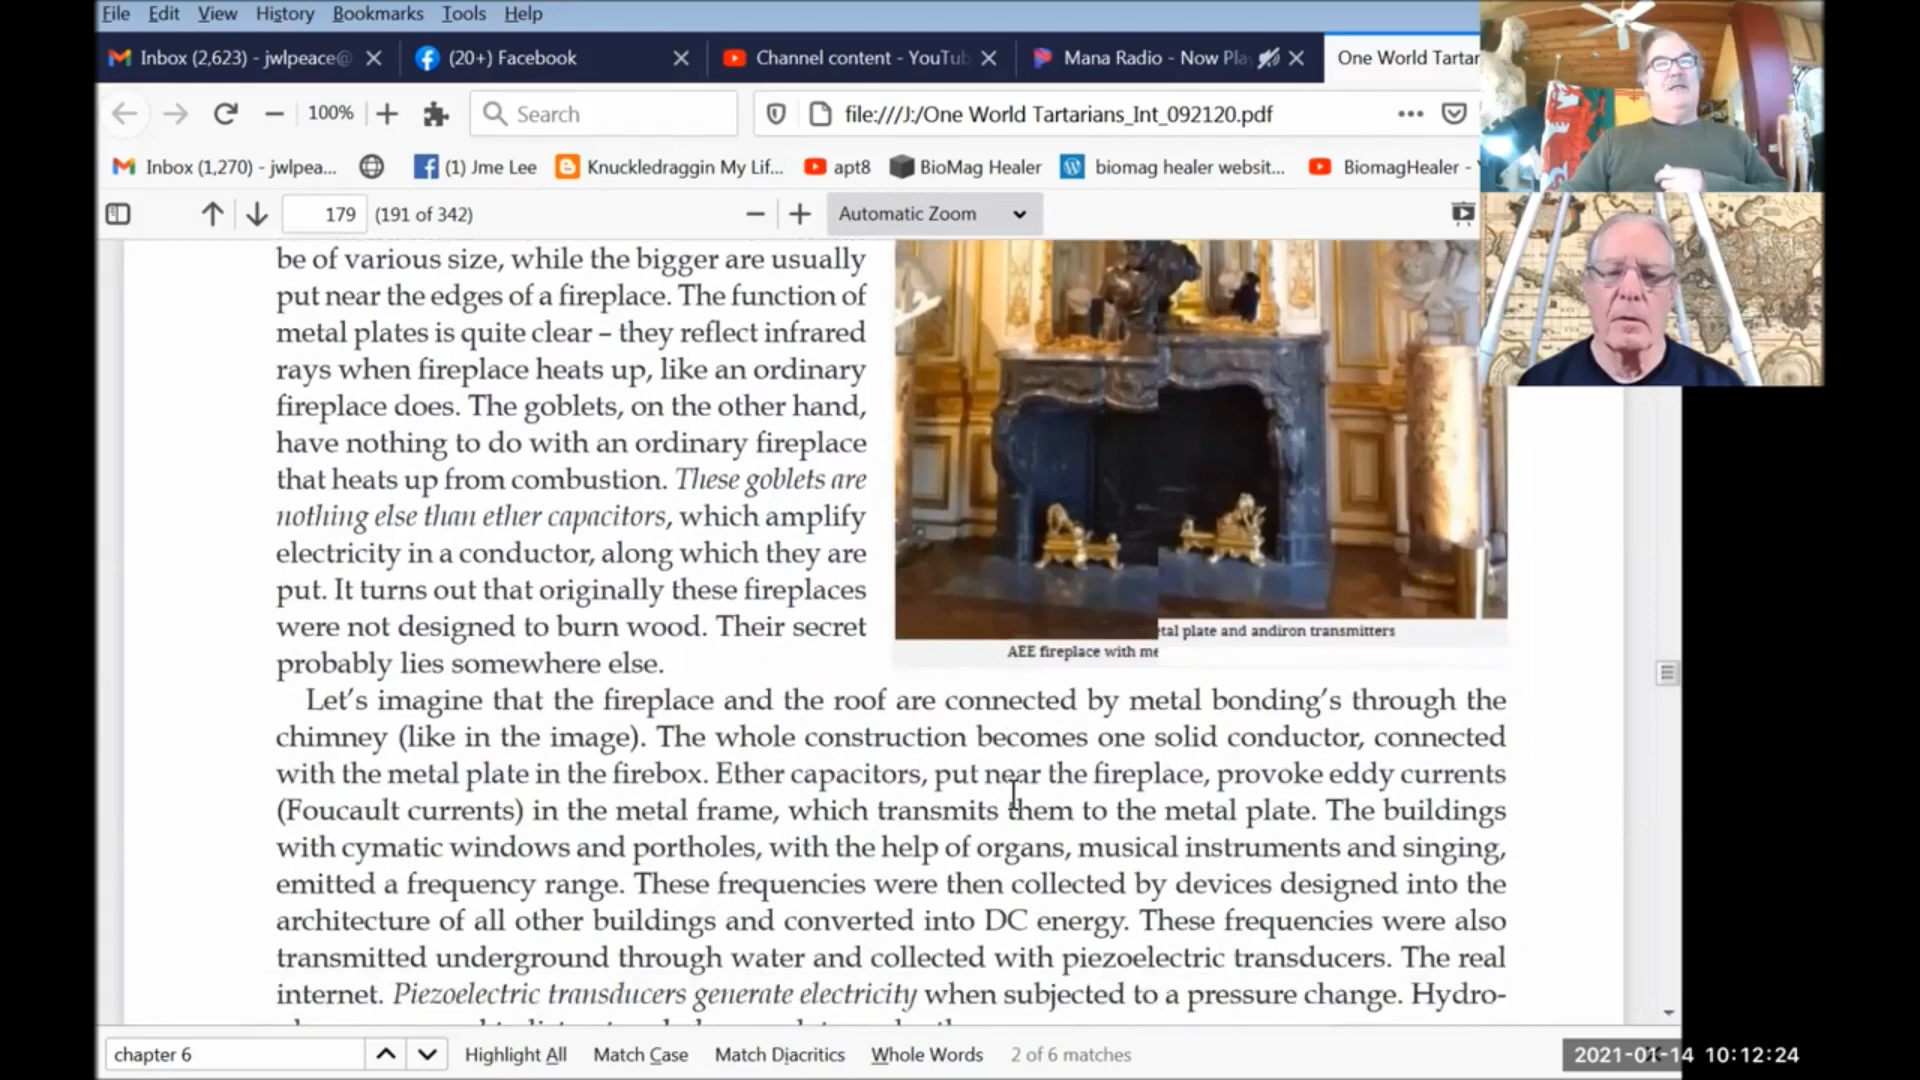 File Edit View History Bookmarks Tools Help
Inbox (2,623) - jwlpeace@ (20+) Facebook Channel content - YouTub Mana Radio - Now Pla One World Tartar
100% Search file:///J:/One World Tartarians_Int_092120.pdf
Inbox (1,270) - jwlpea... (1) Jme Lee Knuckledraggin My Lif... apt8 BioMag Healer biomag healer websit... BiomagHealer -
179 (191 of 342) Automatic Zoom
be of various size, while the bigger are usually
put near the edges of a fireplace. The function of
metal plates is quite clear – they reflect infrared
rays when fireplace heats up, like an ordinary
fireplace does. The goblets, on the other hand,
have nothing to do with an ordinary fireplace
that heats up from combustion. These goblets are
nothing else than ether capacitors, which amplify
electricity in a conductor, along which they are
put. It turns out that originally these fireplaces
were not designed to burn wood. Their secret
probably lies somewhere else.
tal plate and andiron transmitters
AEE fireplace with me
Let's imagine that the fireplace and the roof are connected by metal bonding's through the
chimney (like in the image). The whole construction becomes one solid conductor, connected
with the metal plate in the firebox. Ether capacitors, put near the fireplace, provoke eddy currents
(Foucault currents) in the metal frame, which transmits them to the metal plate. The buildings
with cymatic windows and portholes, with the help of organs, musical instruments and singing,
emitted a frequency range. These frequencies were then collected by devices designed into the
architecture of all other buildings and converted into DC energy. These frequencies were also
transmitted underground through water and collected with piezoelectric transducers. The real
internet. Piezoelectric transducers generate electricity when subjected to a pressure change. Hydro-
chapter 6 Highlight All Match Case Match Diacritics Whole Words 2 of 6 matches
2021-01-14 10:12:24